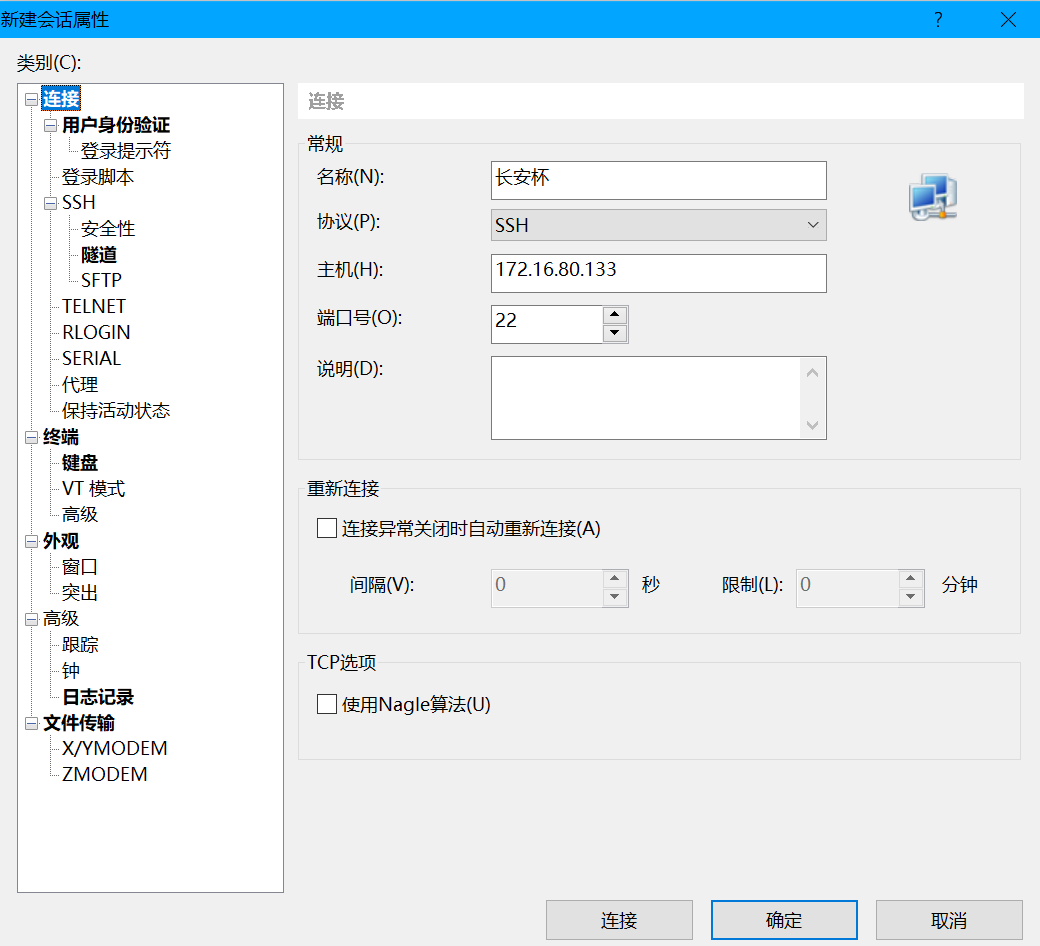 新建会话属性
?
类别(C):
连接
用户身份验证
登录提示符
登录脚本
SSH
安全性
隧道
SFTP
TELNET
RLOGIN
SERIAL
代理
保持活动状态
终端
键盘
VT 模式
高级
外观
窗口
突出
高级
跟踪
钟
日志记录
文件传输
X/YMODEM
ZMODEM
连接
常规
名称(N): 长安杯
协议(P): SSH
主机(H): 172.16.80.133
端口号(O): 22
说明(D):
重新连接
连接异常关闭时自动重新连接(A)
间隔(V): 0 秒 限制(L): 0 分钟
TCP选项
使用Nagle算法(U)
连接 确定 取消